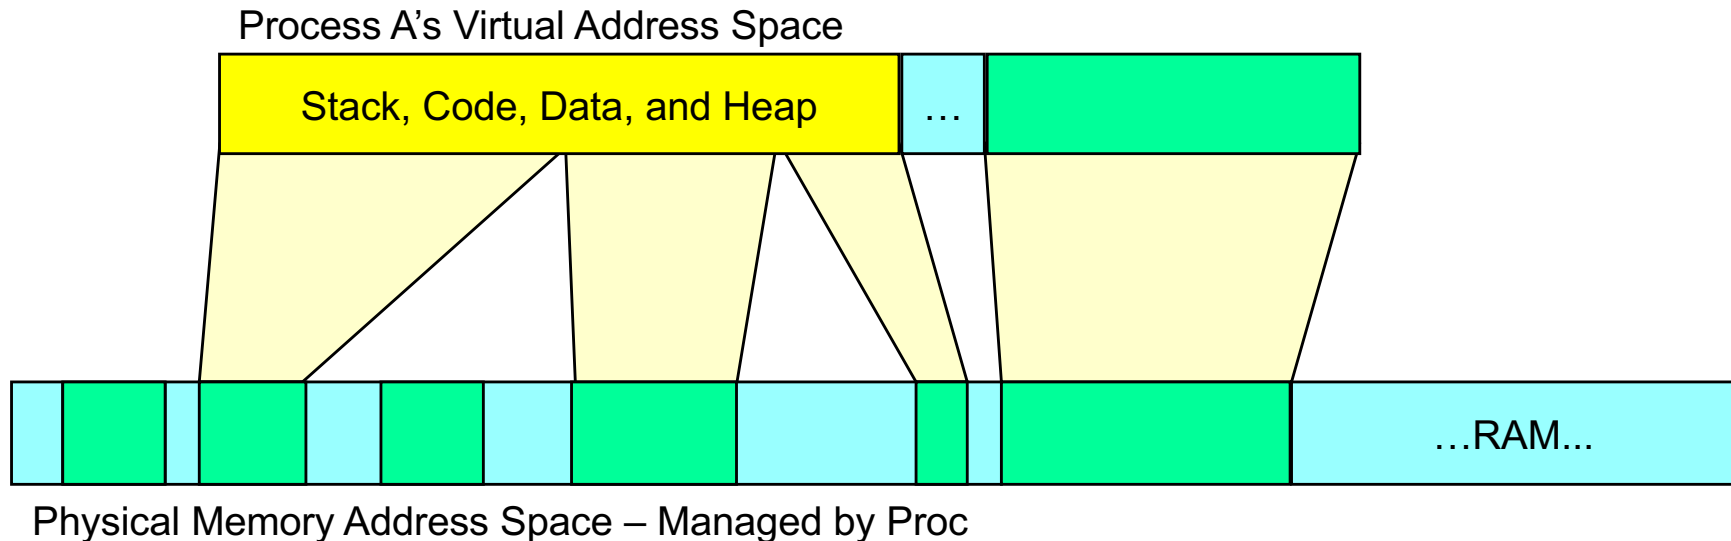 Process A’s Virtual Address Space
Stack, Code, Data, and Heap
…
…RAM...
Physical Memory Address Space – Managed by Proc